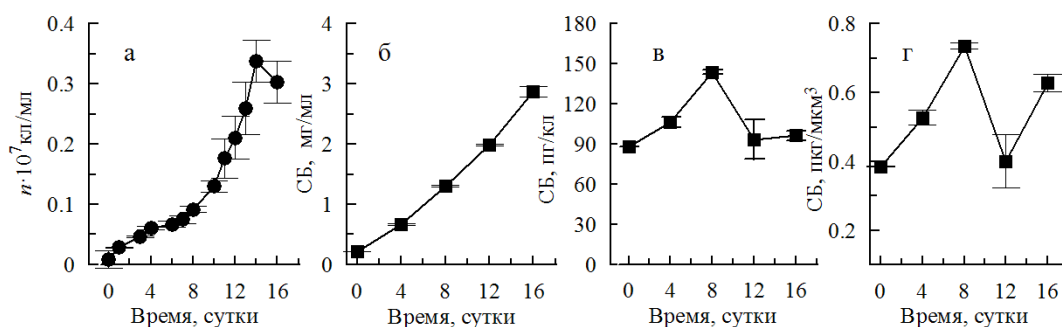 а
n·10⁷кл/мл
0.4
0.3
0.2
0.1
0
0 4 8 12 16
Время, сутки
б
СБ, мг/мл
4
3
2
1
0
0 4 8 12 16
Время, сутки
в
СБ, пг/кл
180
150
120
90
60
30
0
0 4 8 12 16
Время, сутки
г
СБ, пкт/мкм³
0.8
0.6
0.4
0.2
0 4 8 12 16
Время, сутки